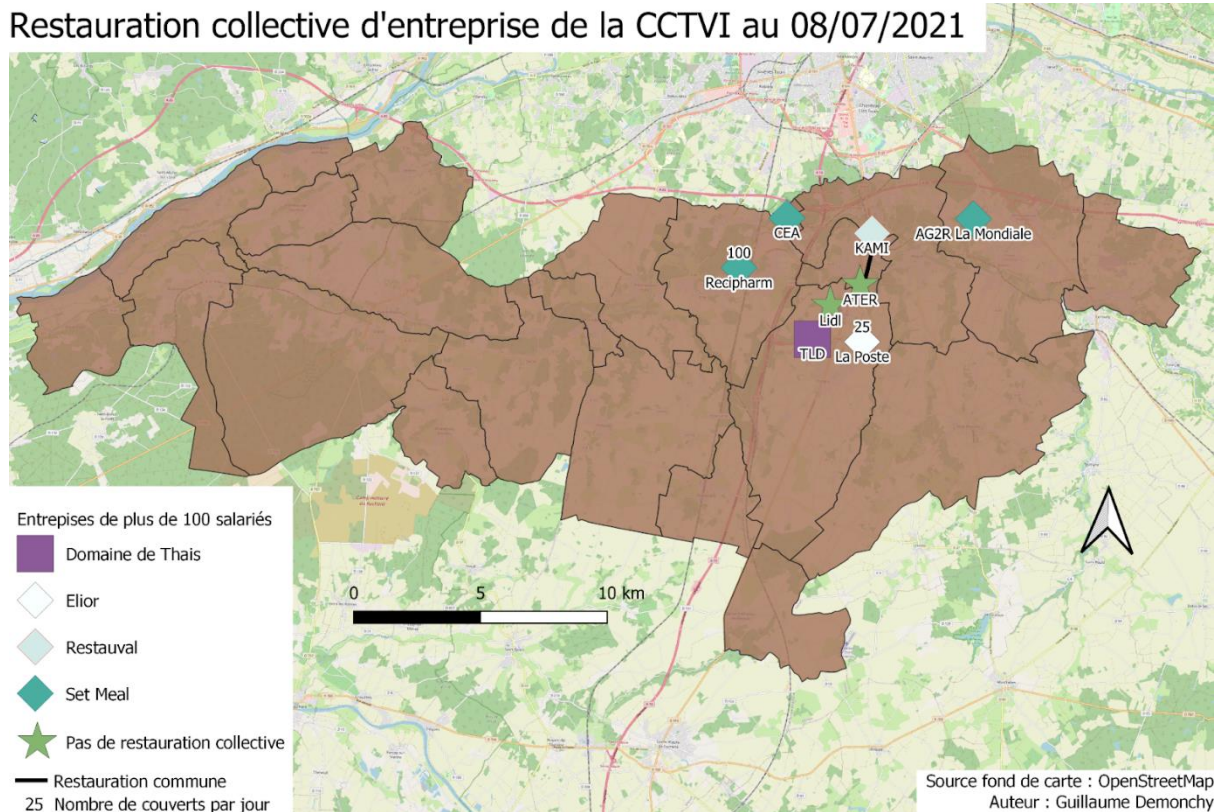 Restauration collective d'entreprise de la CCTVI au 08/07/2021
CEA
KAMI
AG2R La Mondiale
100
Recipharm
ATER
Lidl
25
TLD
La Poste
Entrepises de plus de 100 salariés
Domaine de Thais
Elior
Restauval
Set Meal
Pas de restauration collective
Restauration commune
25 Nombre de couverts par jour
0 5 10 km
Source fond de carte : OpenStreetMap
Auteur : Guillaume Demonchy